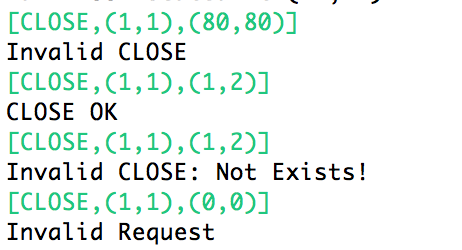 [CLOSE,(1,1),(80,80)]
Invalid CLOSE
[CLOSE,(1,1),(1,2)]
CLOSE OK
[CLOSE,(1,1),(1,2)]
Invalid CLOSE: Not Exists!
[CLOSE,(1,1),(0,0)]
Invalid Request